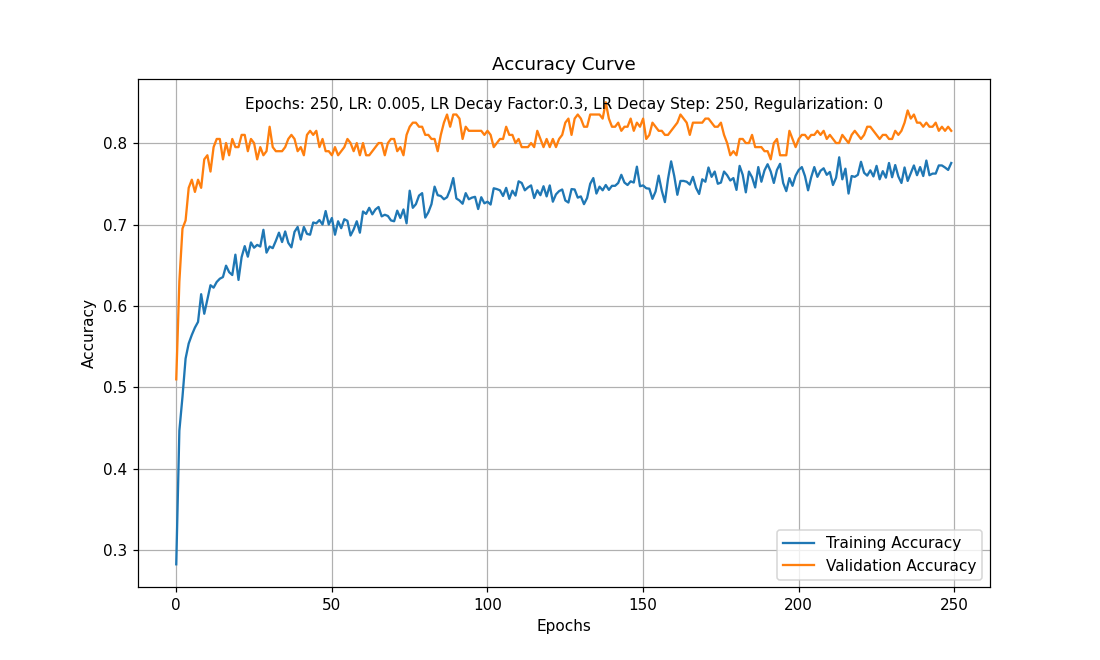 Accuracy Curve
Epochs: 250, LR: 0.005, LR Decay Factor:0.3, LR Decay Step: 250, Regularization: 0
0.8
0.7
0.6
0.5
0.4
0.3
Accuracy
Training Accuracy
Validation Accuracy
0 50 100 150 200 250
Epochs